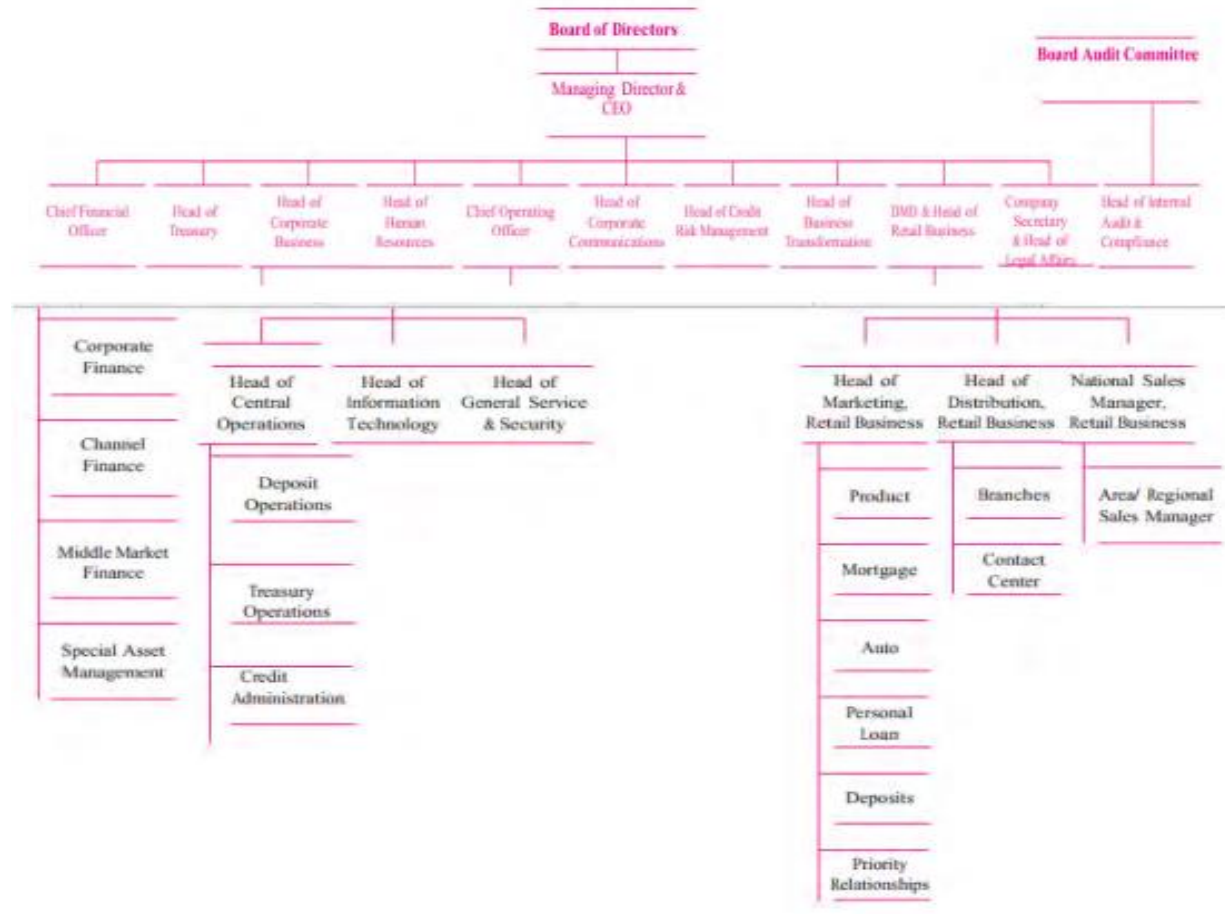 Board of Directors
Board Audit Committee
Managing Director &
CEO
Chief Financial
Officer
Head of
Treasury
Head of
Corporate
Business
Head of
Human
Resources
Chief Operating
Officer
Head of
Corporate
Communications
Head of Credit
Risk Management
Head of
Business
Transformation
DMD & Head of
Retail Business
Company
Secretary
& Head of
Legal Affairs
Head of Internal
Audit &
Compliance
Corporate
Finance
Channel
Finance
Middle Market
Finance
Special Asset
Management
Head of
Central
Operations
Deposit
Operations
Treasury
Operations
Credit
Administration
Head of
Information
Technology
Head of
General Service
& Security
Head of
Marketing,
Retail Business
Product
Mortgage
Auto
Personal
Loan
Deposits
Priority
Relationships
Head of
Distribution,
Retail Business
Branches
Contact
Center
National Sales
Manager,
Retail Business
Area/ Regional
Sales Manager